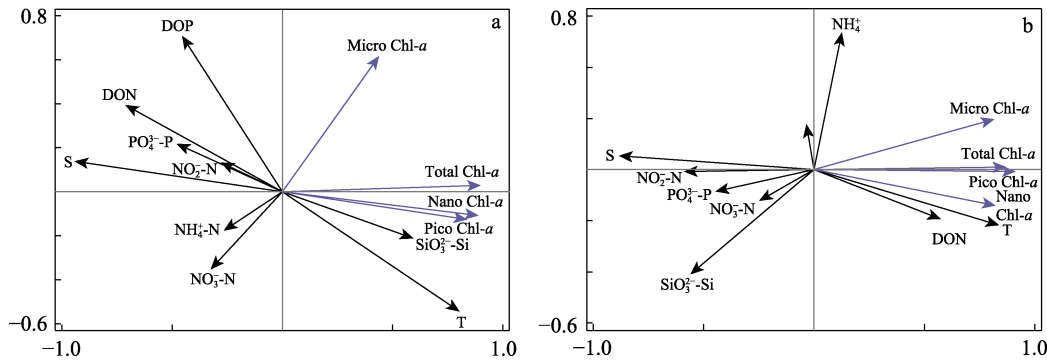 0.8
a
DOP
Micro Chl-a
DON
PO₄³⁻-P
S
NO₂⁻-N
Total Chl-a
Nano Chl-a
Pico Chl-a
NH₄⁺-N
SiO₃²⁻-Si
NO₃⁻-N
T
−0.6
−1.0
1.0
0.8
b
NH₄⁺
Micro Chl-a
S
Total Chl-a
NO₂⁻-N
Pico Chl-a
PO₄³⁻-P
Nano
NO₃⁻-N
Chl-a
T
DON
SiO₃²⁻-Si
−0.6
−1.0
1.0